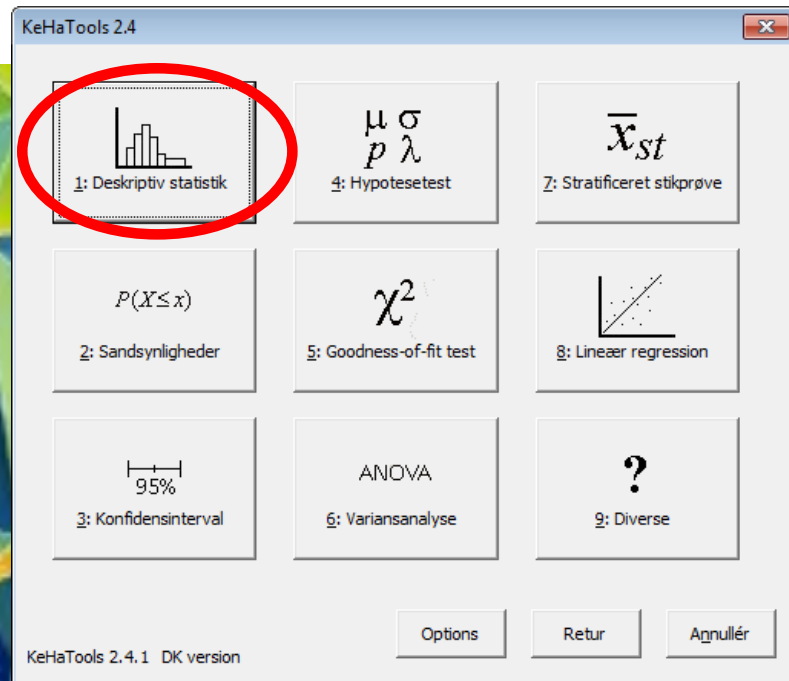 KeHaTools 2.4
1: Deskriptiv statistik
μ σ
p λ
4: Hypotesetest
x̅st
7: Stratificeret stikprøve
P(X≤x)
2: Sandsynligheder
χ²
5: Goodness-of-fit test
8: Lineær regression
95%
3: Konfidensinterval
ANOVA
6: Variansanalyse
?
9: Diverse
Options
Retur
Annullér
KeHaTools 2.4.1 DK version